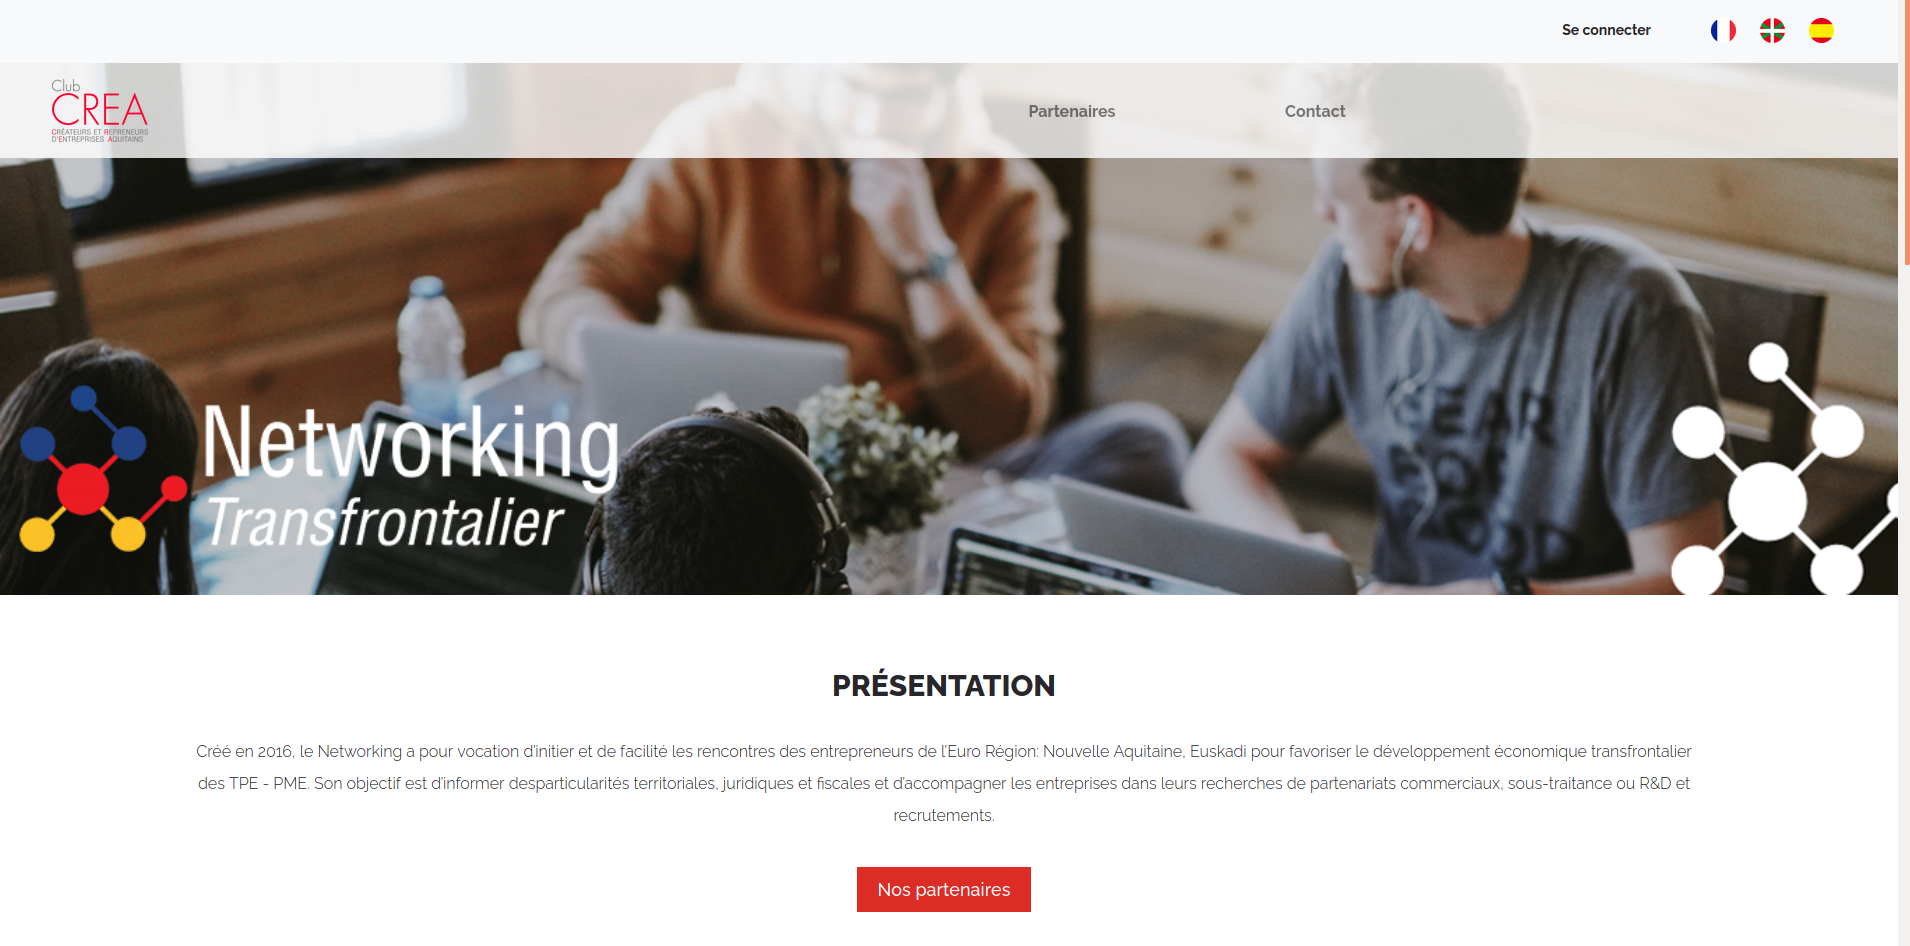 Se connecter
Club
CREA
CRÉATEURS ET REPRENEURS
D'ENTREPRISES AQUITAINS
Partenaires
Contact
Networking
Transfrontalier
PRÉSENTATION
Créé en 2016, le Networking a pour vocation d'initier et de facilité les rencontres des entrepreneurs de l'Euro Région: Nouvelle Aquitaine, Euskadi pour favoriser le développement économique transfrontalier
des TPE - PME. Son objectif est d'informer desparticularités territoriales, juridiques et fiscales et d'accompagner les entreprises dans leurs recherches de partenariats commerciaux, sous-traitance ou R&D et
recrutements.
Nos partenaires